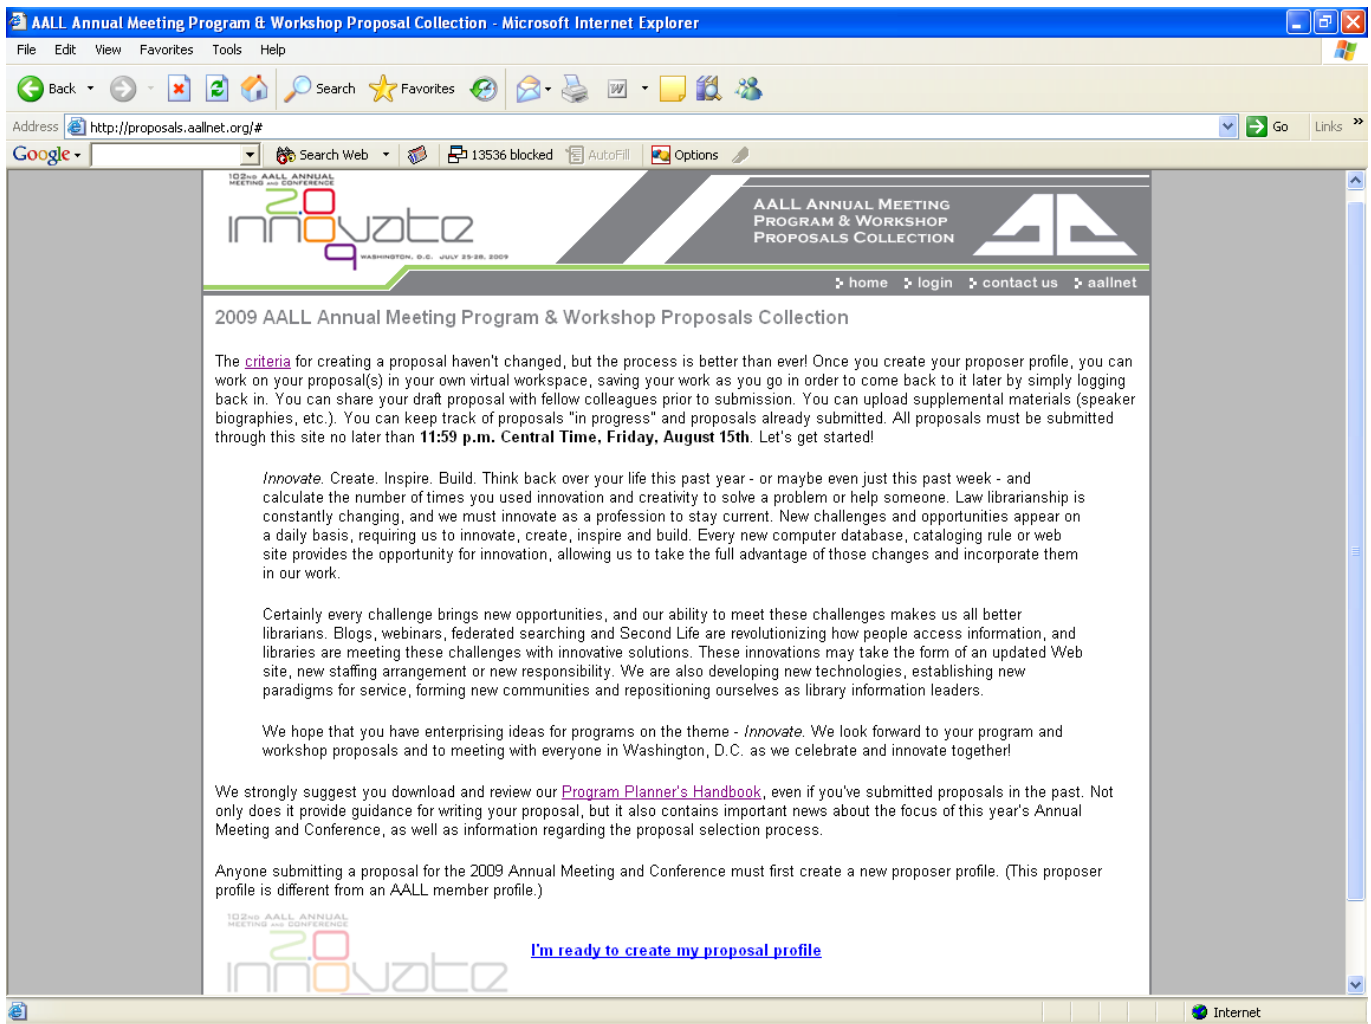 AALL Annual Meeting Program & Workshop Proposal Collection - Microsoft Internet Explorer
File Edit View Favorites Tools Help
Back Search Favorites
Address http://proposals.aallnet.org/# Go Links »
Google Search Web 13536 blocked AutoFill Options
102ND AALL ANNUAL
MEETING AND CONFERENCE
2.0
innovate
9
WASHINGTON, D.C. JULY 25-28, 2009
AALL ANNUAL MEETING
PROGRAM & WORKSHOP
PROPOSALS COLLECTION
home login contact us aallnet
2009 AALL Annual Meeting Program & Workshop Proposals Collection
The criteria for creating a proposal haven't changed, but the process is better than ever! Once you create your proposer profile, you can
work on your proposal(s) in your own virtual workspace, saving your work as you go in order to come back to it later by simply logging
back in. You can share your draft proposal with fellow colleagues prior to submission. You can upload supplemental materials (speaker
biographies, etc.). You can keep track of proposals "in progress" and proposals already submitted. All proposals must be submitted
through this site no later than 11:59 p.m. Central Time, Friday, August 15th. Let's get started!
Innovate. Create. Inspire. Build. Think back over your life this past year - or maybe even just this past week - and
calculate the number of times you used innovation and creativity to solve a problem or help someone. Law librarianship is
constantly changing, and we must innovate as a profession to stay current. New challenges and opportunities appear on
a daily basis, requiring us to innovate, create, inspire and build. Every new computer database, cataloging rule or web
site provides the opportunity for innovation, allowing us to take the full advantage of those changes and incorporate them
in our work.
Certainly every challenge brings new opportunities, and our ability to meet these challenges makes us all better
librarians. Blogs, webinars, federated searching and Second Life are revolutionizing how people access information, and
libraries are meeting these challenges with innovative solutions. These innovations may take the form of an updated Web
site, new staffing arrangement or new responsibility. We are also developing new technologies, establishing new
paradigms for service, forming new communities and repositioning ourselves as library information leaders.
We hope that you have enterprising ideas for programs on the theme - Innovate. We look forward to your program and
workshop proposals and to meeting with everyone in Washington, D.C. as we celebrate and innovate together!
We strongly suggest you download and review our Program Planner's Handbook, even if you've submitted proposals in the past. Not
only does it provide guidance for writing your proposal, but it also contains important news about the focus of this year's Annual
Meeting and Conference, as well as information regarding the proposal selection process.
Anyone submitting a proposal for the 2009 Annual Meeting and Conference must first create a new proposer profile. (This proposer
profile is different from an AALL member profile.)
102ND AALL ANNUAL
MEETING AND CONFERENCE
2.0
innovate
I'm ready to create my proposal profile
Internet